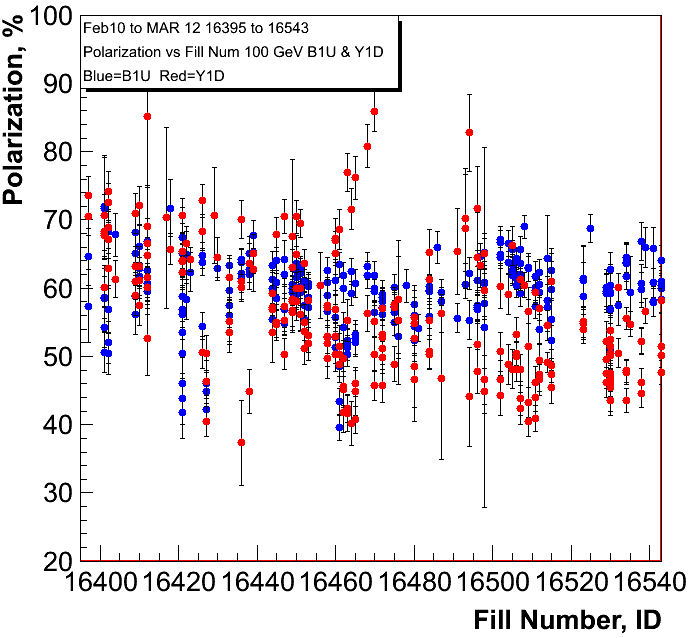 Feb10 to MAR 12 16395 to 16543
Polarization vs Fill Num 100 GeV B1U & Y1D
Blue=B1U Red=Y1D
Polarization, %
100
90
80
70
60
50
40
30
20
16400 16420 16440 16460 16480 16500 16520 16540
Fill Number, ID